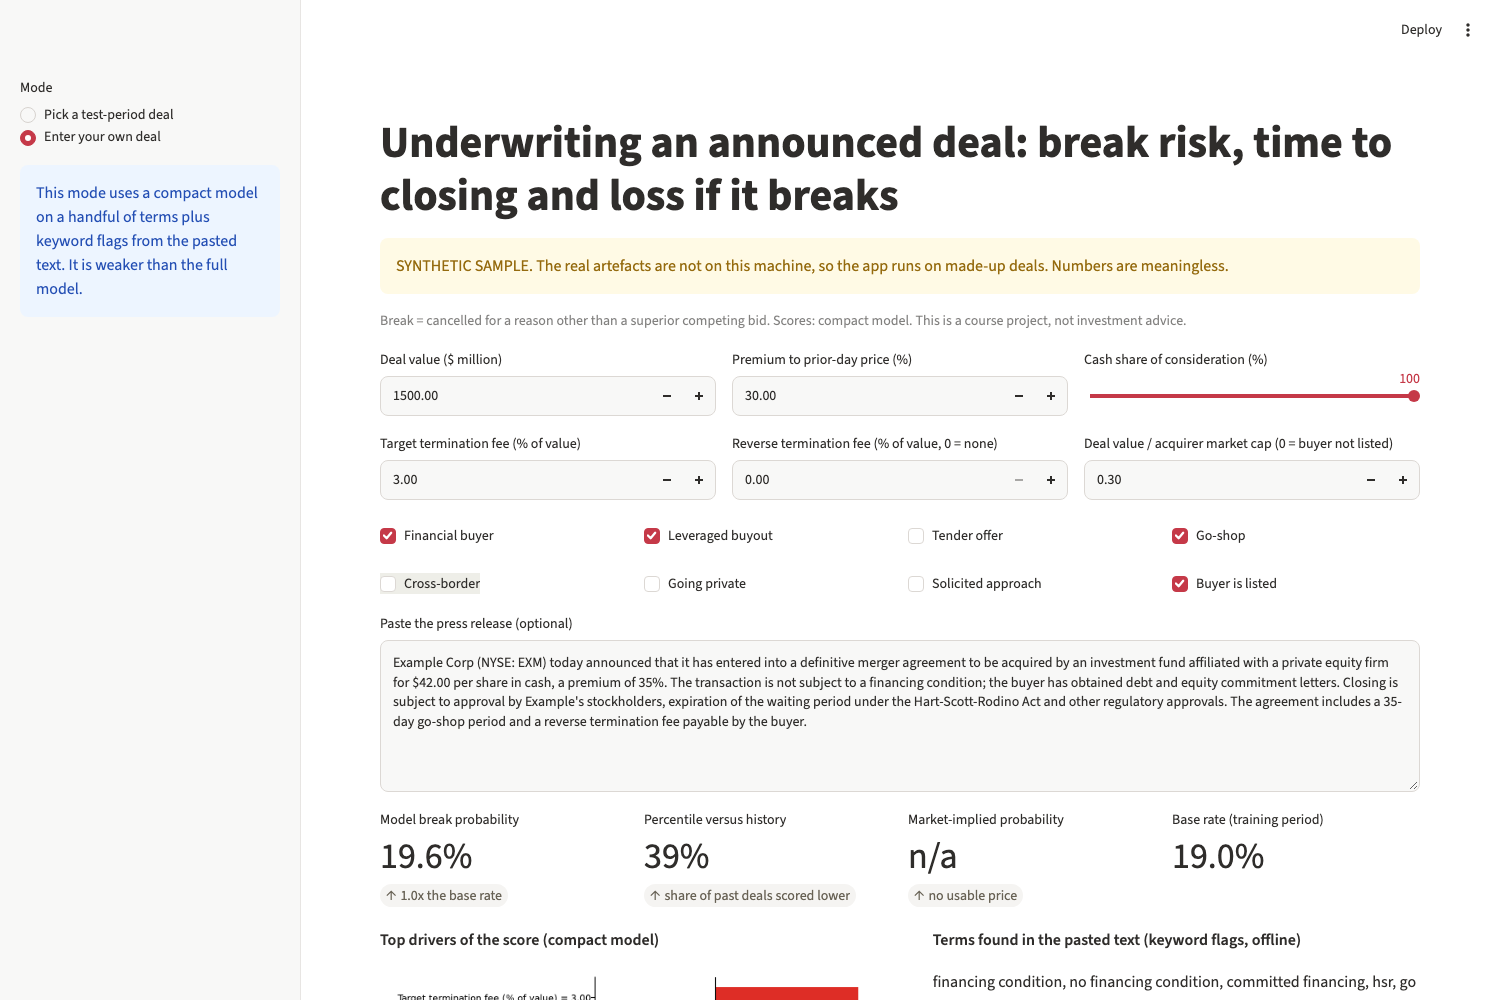 Deploy
Mode
Pick a test-period deal
Enter your own deal
This mode uses a compact model
on a handful of terms plus
keyword flags from the pasted
text. It is weaker than the full
model.
Underwriting an announced deal: break risk, time to
closing and loss if it breaks
SYNTHETIC SAMPLE. The real artefacts are not on this machine, so the app runs on made-up deals. Numbers are meaningless.
Break = cancelled for a reason other than a superior competing bid. Scores: compact model. This is a course project, not investment advice.
Deal value ($ million)
1500.00
Premium to prior-day price (%)
30.00
Cash share of consideration (%)
100
Target termination fee (% of value)
3.00
Reverse termination fee (% of value, 0 = none)
0.00
Deal value / acquirer market cap (0 = buyer not listed)
0.30
Financial buyer
Leveraged buyout
Tender offer
Go-shop
Cross-border
Going private
Solicited approach
Buyer is listed
Paste the press release (optional)
Example Corp (NYSE: EXM) today announced that it has entered into a definitive merger agreement to be acquired by an investment fund affiliated with a private equity firm
for $42.00 per share in cash, a premium of 35%. The transaction is not subject to a financing condition; the buyer has obtained debt and equity commitment letters. Closing is
subject to approval by Example's stockholders, expiration of the waiting period under the Hart-Scott-Rodino Act and other regulatory approvals. The agreement includes a 35-
day go-shop period and a reverse termination fee payable by the buyer.
Model break probability
19.6%
↑ 1.0x the base rate
Percentile versus history
39%
↑ share of past deals scored lower
Market-implied probability
n/a
↑ no usable price
Base rate (training period)
19.0%
Top drivers of the score (compact model)
Target termination fee (% of value) = 3.00
Terms found in the pasted text (keyword flags, offline)
financing condition, no financing condition, committed financing, hsr, go